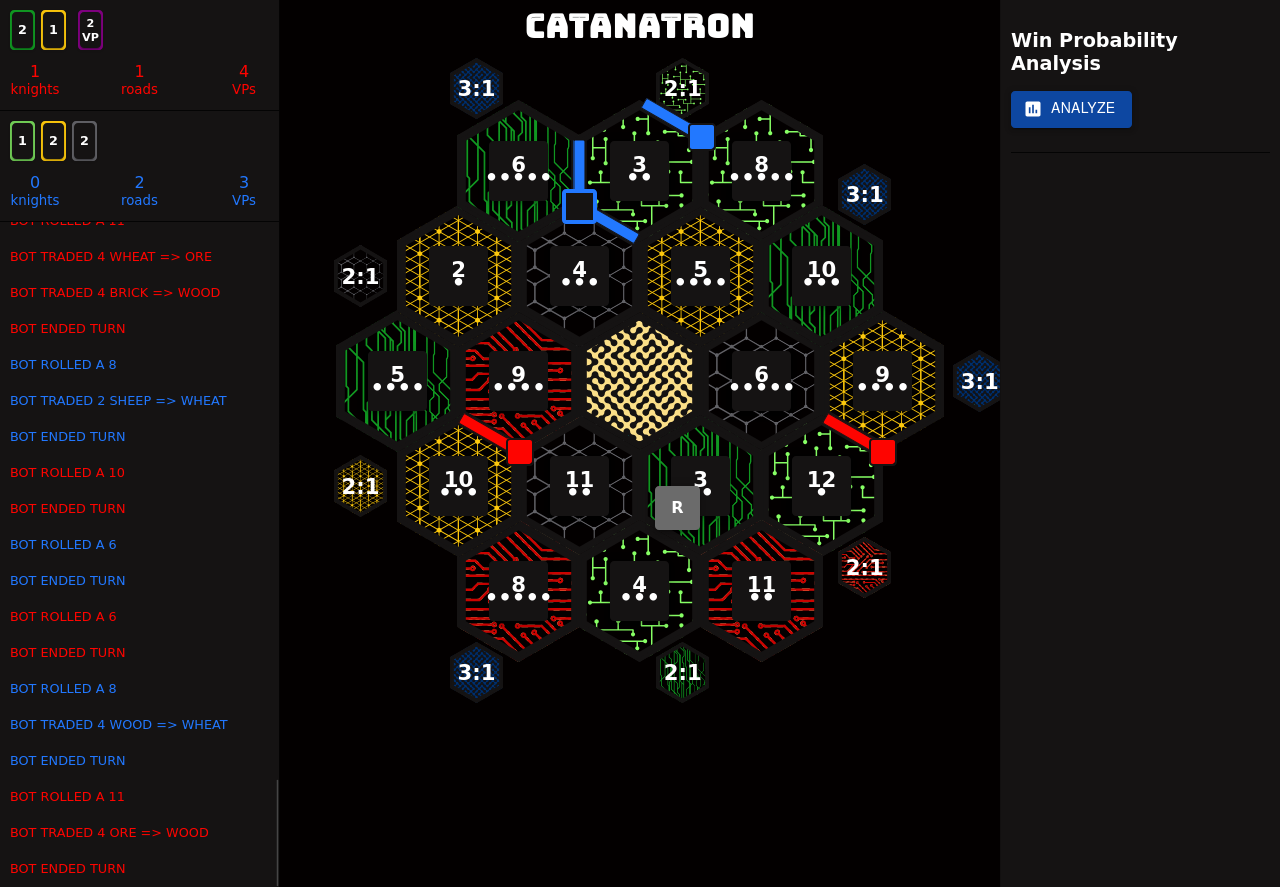 2 1 2 VP
1 1 4
knights roads VPs
1 2 2
0 2 3
knights roads VPs
BOT ROLLED A 11
BOT TRADED 4 WHEAT => ORE
BOT TRADED 4 BRICK => WOOD
BOT ENDED TURN
BOT ROLLED A 8
BOT TRADED 2 SHEEP => WHEAT
BOT ENDED TURN
BOT ROLLED A 10
BOT ENDED TURN
BOT ROLLED A 6
BOT ENDED TURN
BOT ROLLED A 6
BOT ENDED TURN
BOT ROLLED A 8
BOT TRADED 4 WOOD => WHEAT
BOT ENDED TURN
BOT ROLLED A 11
BOT TRADED 4 ORE => WOOD
BOT ENDED TURN
CATANATRON
3:1 2:1
6 3 8
3:1
2:1 2 4 5 10
5 9 6 9 3:1
2:1 10 11 3 12
R
2:1
8 4 11
3:1 2:1
Win Probability
Analysis
ANALYZE